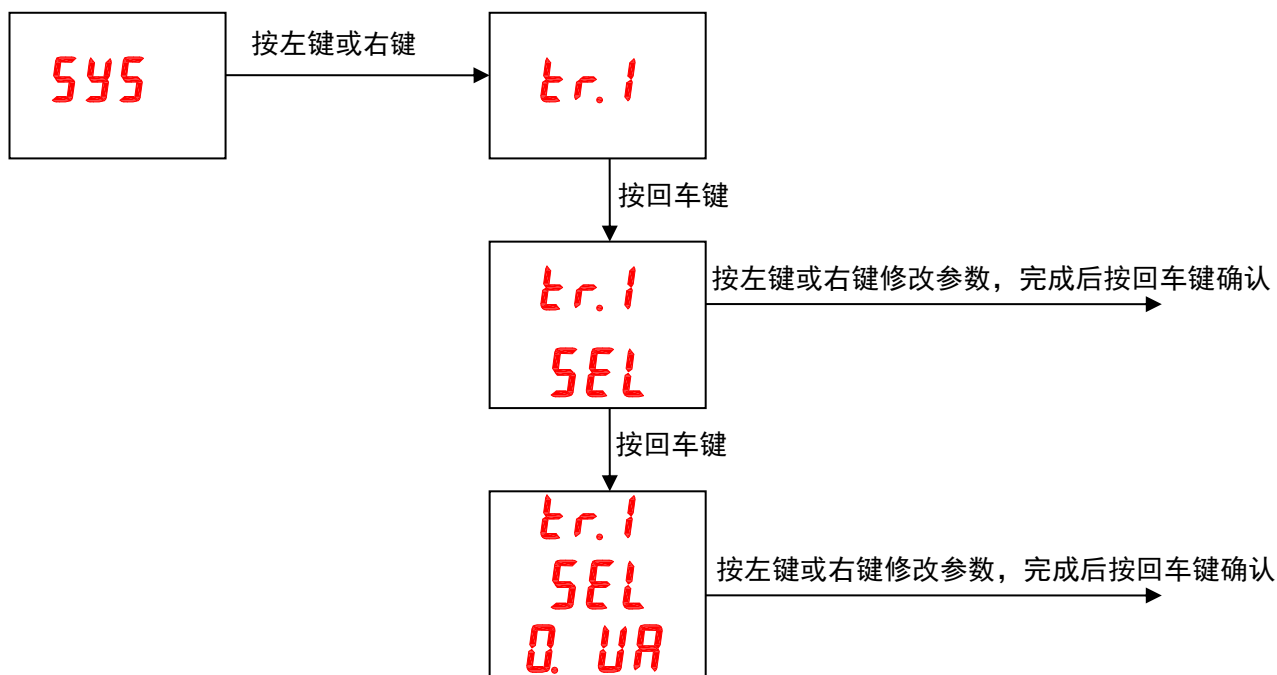 SYS
按左键或右键
tr.1
按回车键
tr.1
SEL
按左键或右键修改参数，完成后按回车键确认
按回车键
tr.1
SEL
0. UA
按左键或右键修改参数，完成后按回车键确认